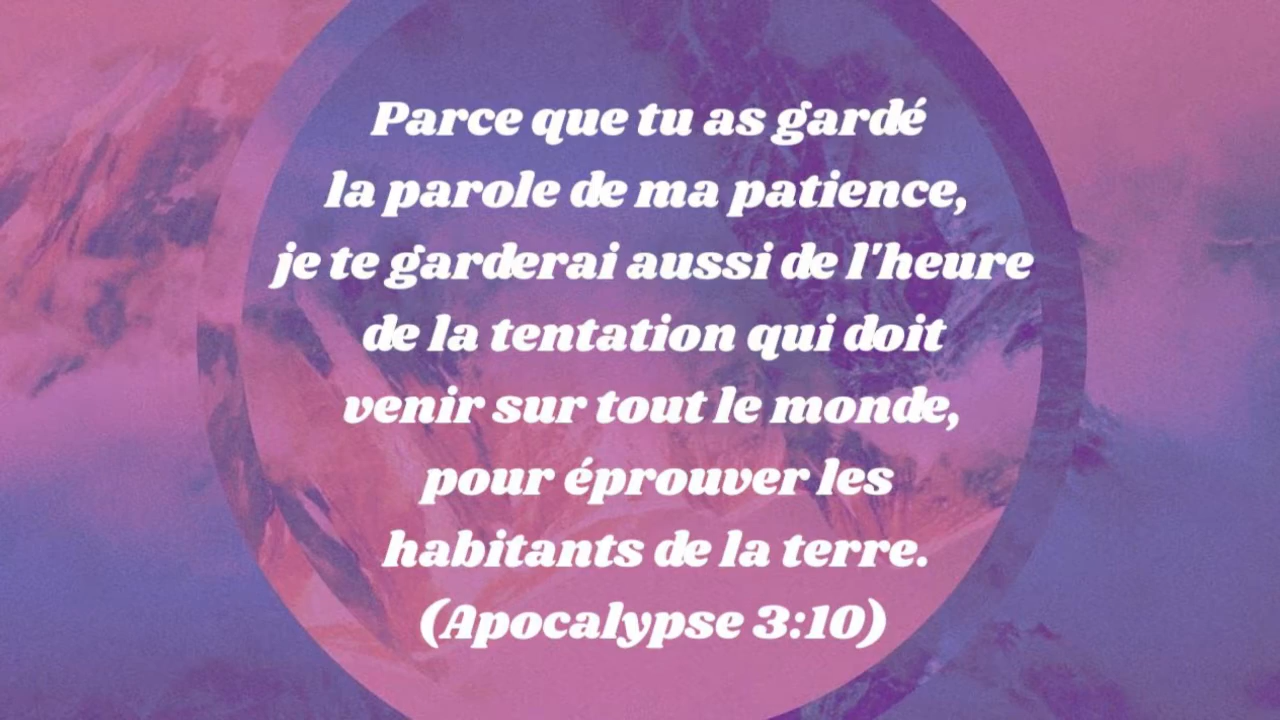 Parce que tu as gardé
la parole de ma patience,
je te garderai aussi de l'heure
de la tentation qui doit
venir sur tout le monde,
pour éprouver les
habitants de la terre.
(Apocalypse 3:10)